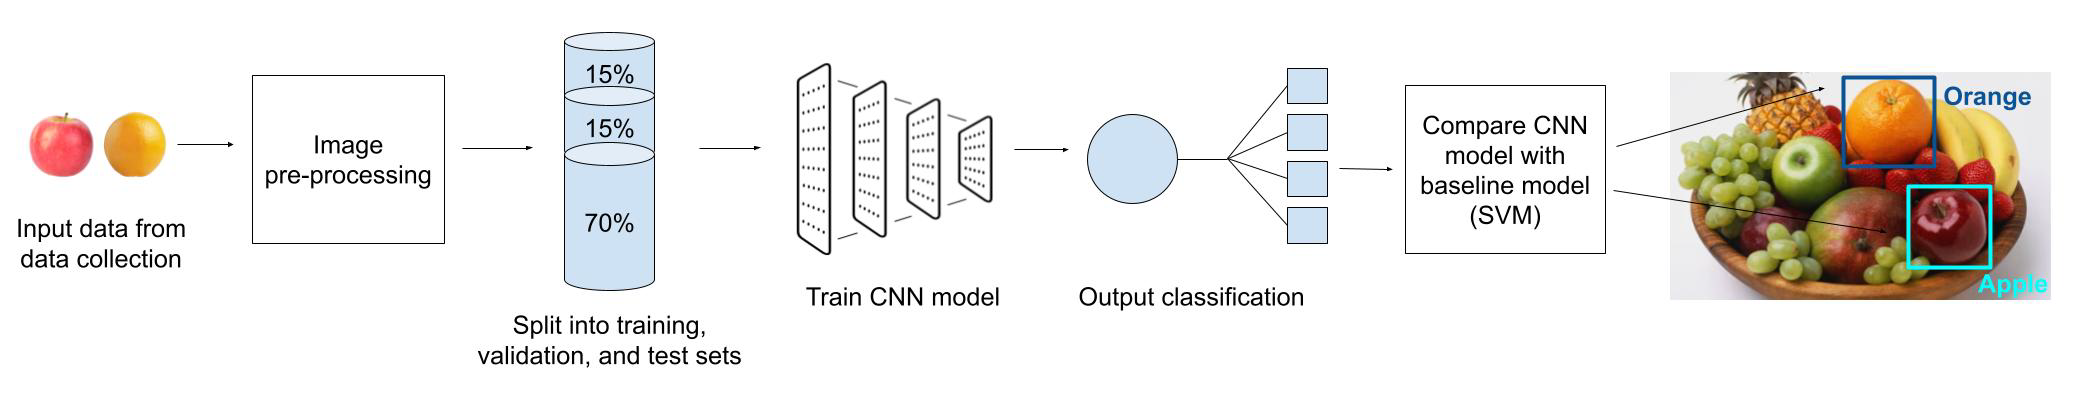 Input data from
data collection
Image
pre-processing
15%
15%
70%
Split into training,
validation, and test sets
Train CNN model
Output classification
Compare CNN
model with
baseline model
(SVM)
Orange
Apple